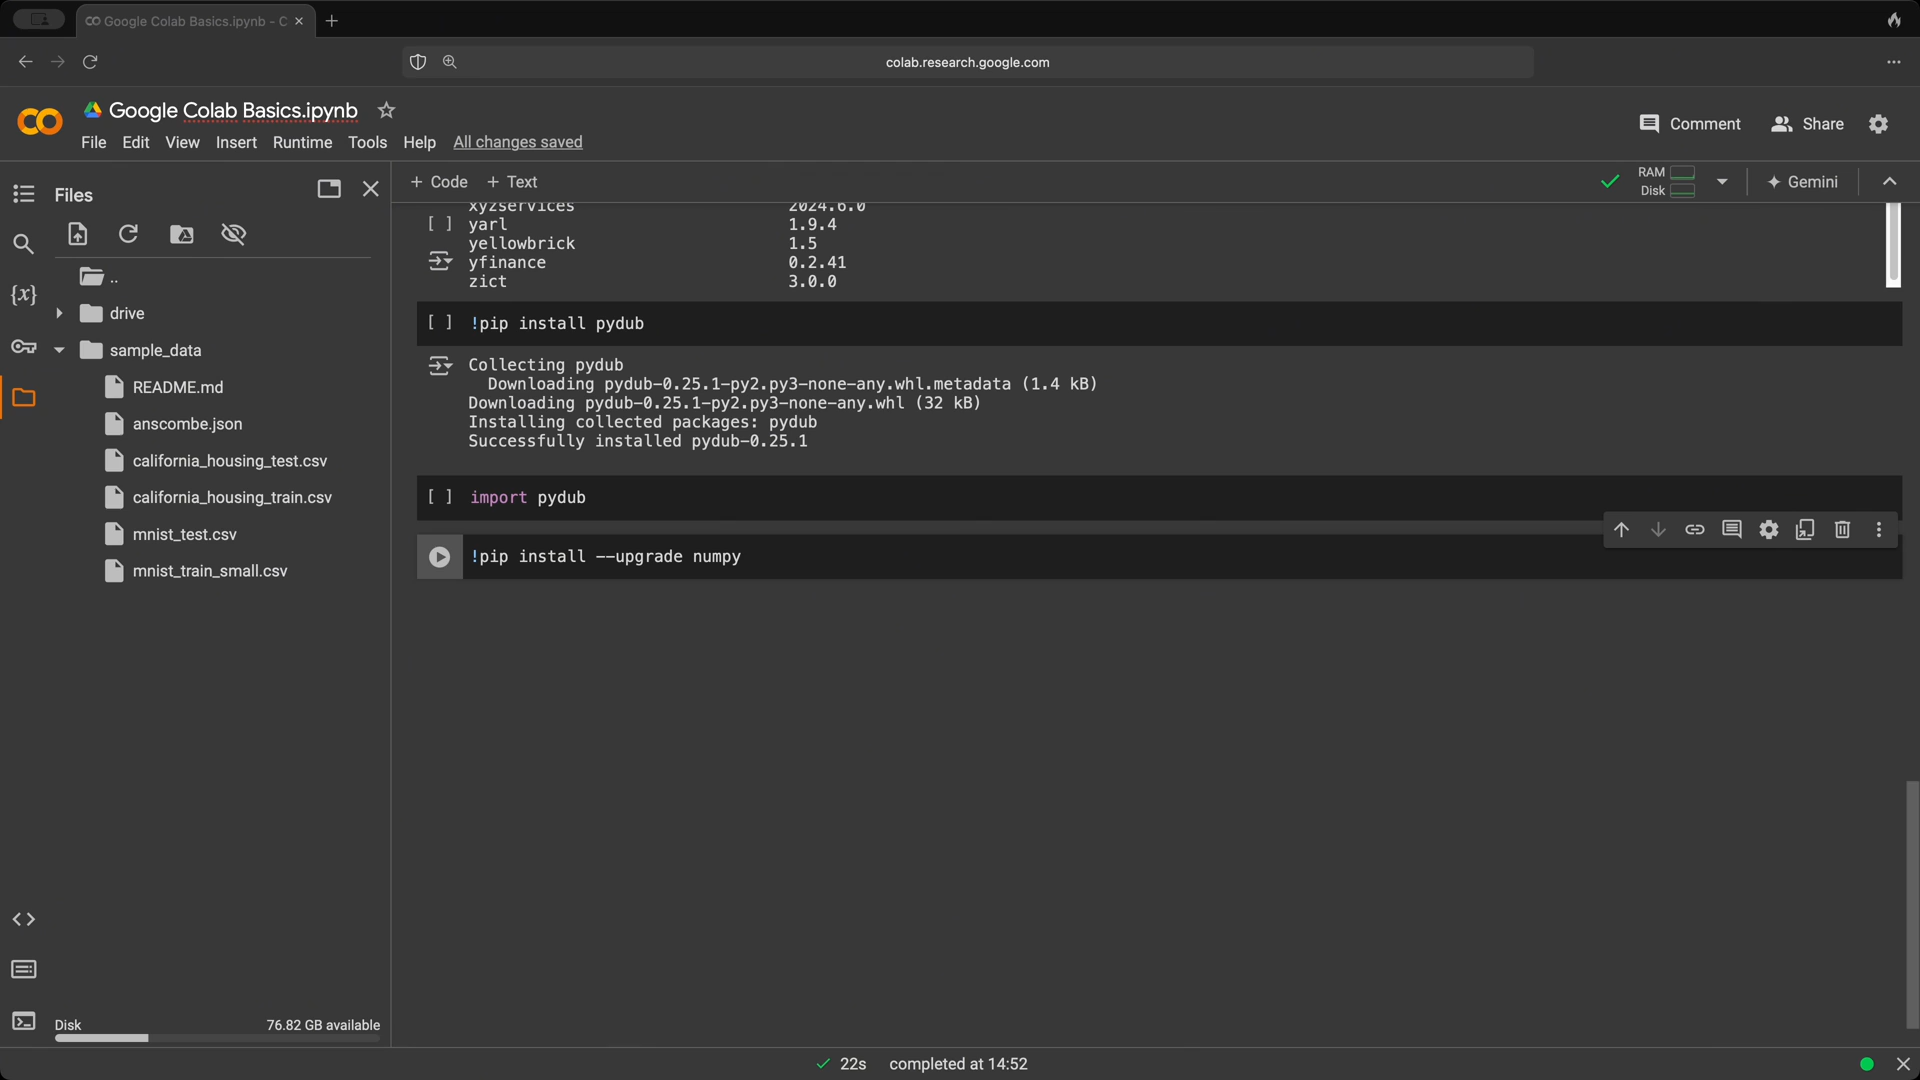 Google Colab Basics.ipynb - C
colab.research.google.com
Google Colab Basics.ipynb
File Edit View Insert Runtime Tools Help All changes saved
Comment Share
Files
+ Code + Text
RAM
Disk
Gemini
..
drive
sample_data
README.md
anscombe.json
california_housing_test.csv
california_housing_train.csv
mnist_test.csv
mnist_train_small.csv
Disk 76.82 GB available
{x}
xyzservices 2024.6.0
[ ] yarl 1.9.4
yellowbrick 1.5
yfinance 0.2.41
zict 3.0.0
[ ] !pip install pydub
Collecting pydub
Downloading pydub-0.25.1-py2.py3-none-any.whl.metadata (1.4 kB)
Downloading pydub-0.25.1-py2.py3-none-any.whl (32 kB)
Installing collected packages: pydub
Successfully installed pydub-0.25.1
[ ] import pydub
!pip install --upgrade numpy
22s completed at 14:52